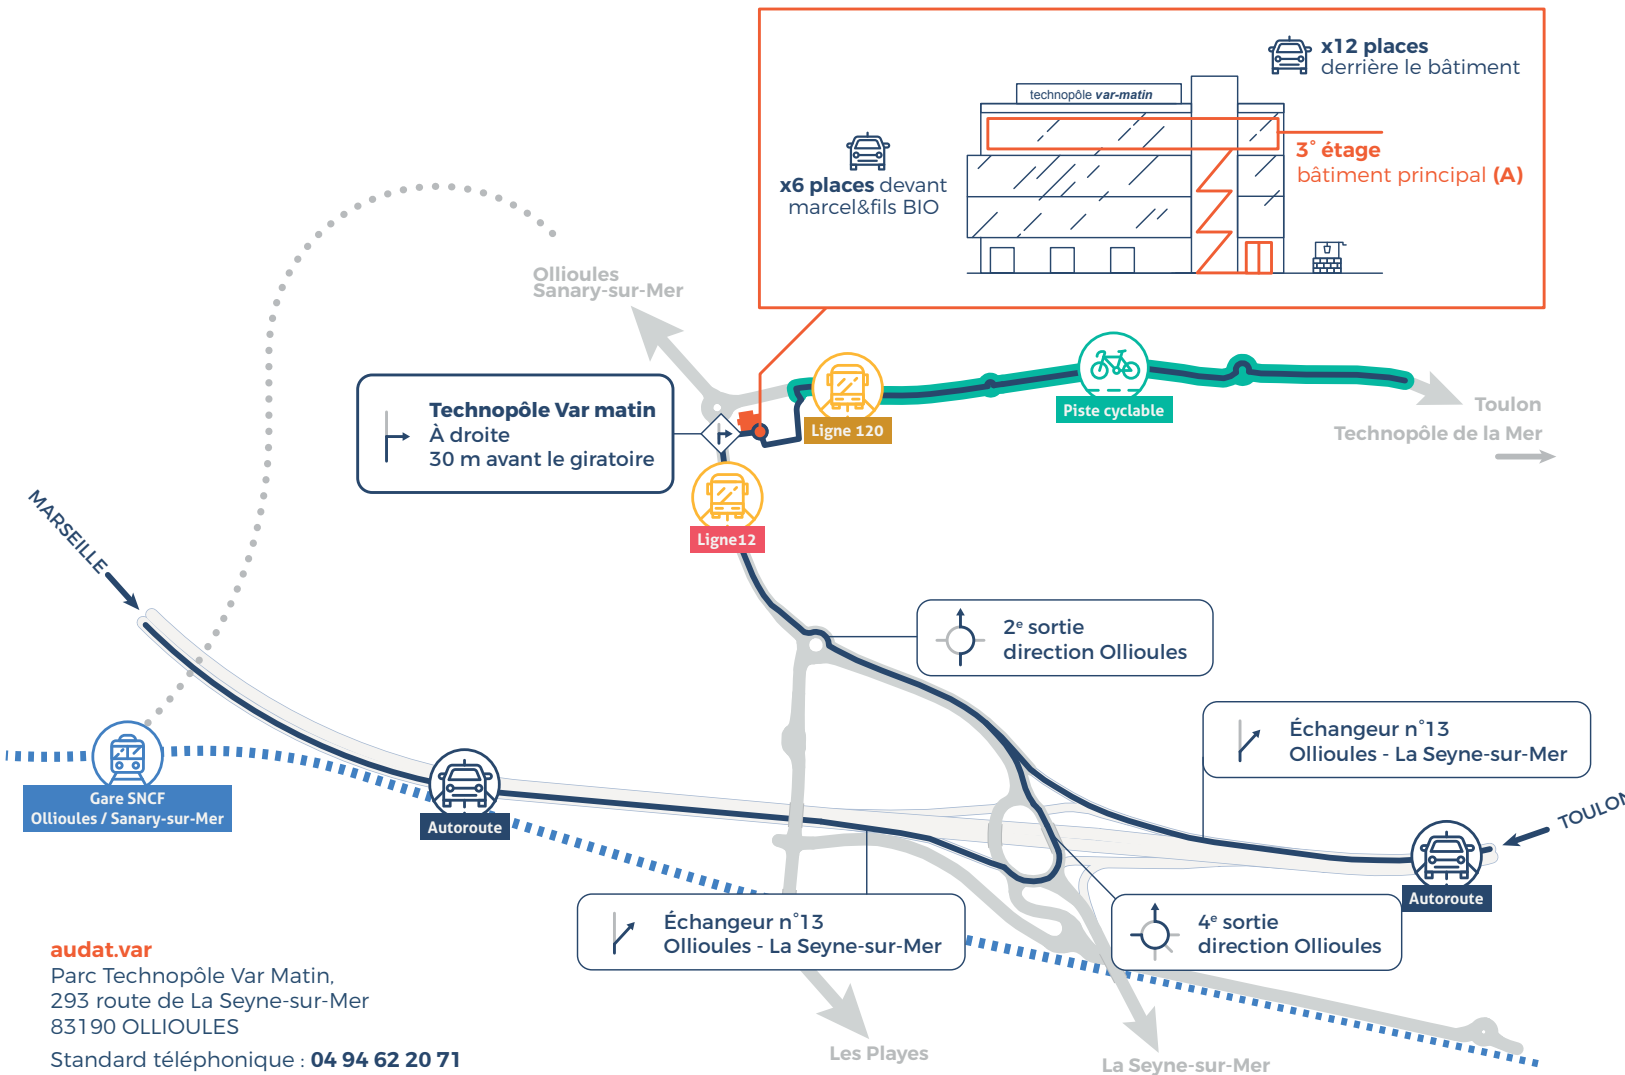 x12 places
derrière le bâtiment
technopôle var-matin
3° étage
bâtiment principal (A)
x6 places devant
marcel&fils BIO
Ollioules
Sanary-sur-Mer
Technopôle Var matin
À droite
30 m avant le giratoire
Ligne 120
Piste cyclable
Toulon
Technopôle de la Mer
Ligne12
MARSEILLE
2e sortie
direction Ollioules
Échangeur n°13
Ollioules - La Seyne-sur-Mer
Gare SNCF
Ollioules / Sanary-sur-Mer
Autoroute
TOULON
Autoroute
Échangeur n°13
Ollioules - La Seyne-sur-Mer
4e sortie
direction Ollioules
audat.var
Parc Technopôle Var Matin,
293 route de La Seyne-sur-Mer
83190 OLLIOULES
Standard téléphonique : 04 94 62 20 71
Les Playes
La Seyne-sur-Mer